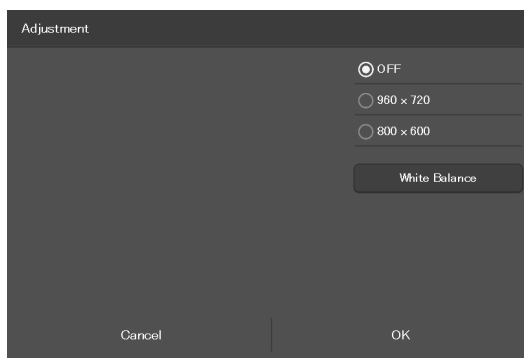 Adjustment
OFF
960 × 720
800 × 600
White Balance
Cancel
OK